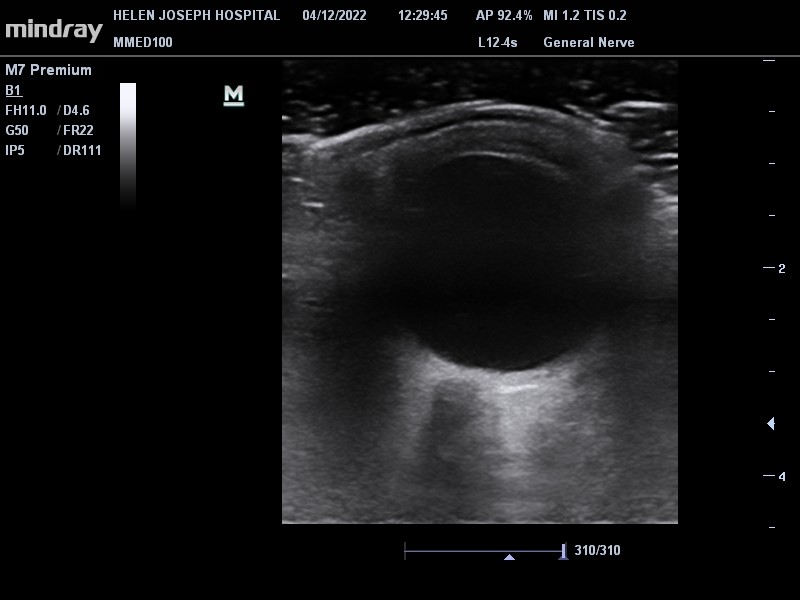 mindray
HELEN JOSEPH HOSPITAL 04/12/2022 12:29:45 AP 92.4% MI 1.2 TIS 0.2
MMED100 L12-4s General Nerve
M7 Premium
B1
FH11.0 / D4.6
G50 / FR22
IP5 / DR111
M
2
4
310/310